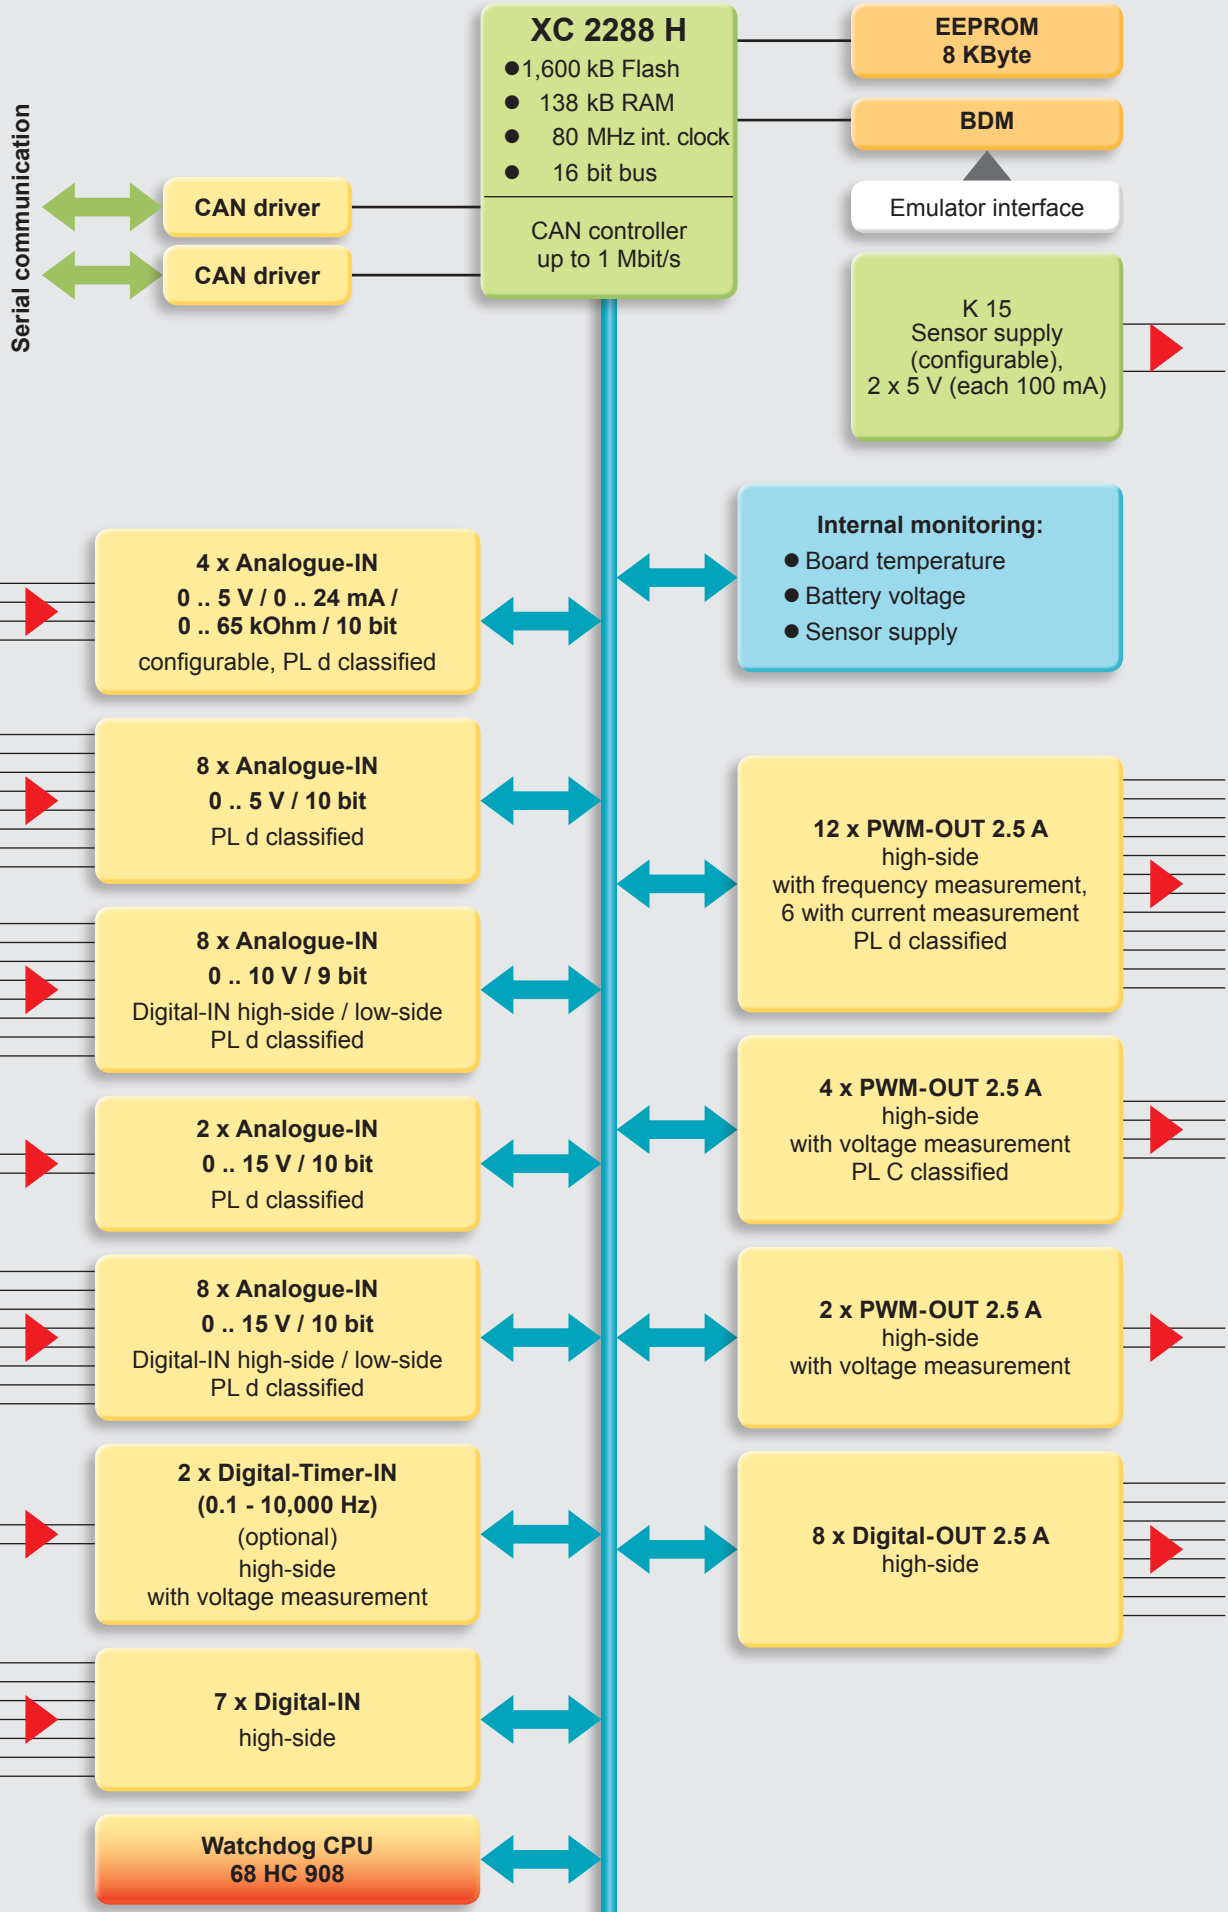 XC 2288 H
● 1,600 kB Flash
● 138 kB RAM
● 80 MHz int. clock
● 16 bit bus
CAN controller
up to 1 Mbit/s
EEPROM
8 KByte
BDM
Emulator interface
Serial communication
CAN driver
CAN driver
K 15
Sensor supply
(configurable),
2 x 5 V (each 100 mA)
Internal monitoring:
● Board temperature
● Battery voltage
● Sensor supply
4 x Analogue-IN
0 .. 5 V / 0 .. 24 mA /
0 .. 65 kOhm / 10 bit
configurable, PL d classified
8 x Analogue-IN
0 .. 5 V / 10 bit
PL d classified
8 x Analogue-IN
0 .. 10 V / 9 bit
Digital-IN high-side / low-side
PL d classified
2 x Analogue-IN
0 .. 15 V / 10 bit
PL d classified
8 x Analogue-IN
0 .. 15 V / 10 bit
Digital-IN high-side / low-side
PL d classified
2 x Digital-Timer-IN
(0.1 - 10,000 Hz)
(optional)
high-side
with voltage measurement
7 x Digital-IN
high-side
Watchdog CPU
68 HC 908
12 x PWM-OUT 2.5 A
high-side
with frequency measurement,
6 with current measurement
PL d classified
4 x PWM-OUT 2.5 A
high-side
with voltage measurement
PL C classified
2 x PWM-OUT 2.5 A
high-side
with voltage measurement
8 x Digital-OUT 2.5 A
high-side